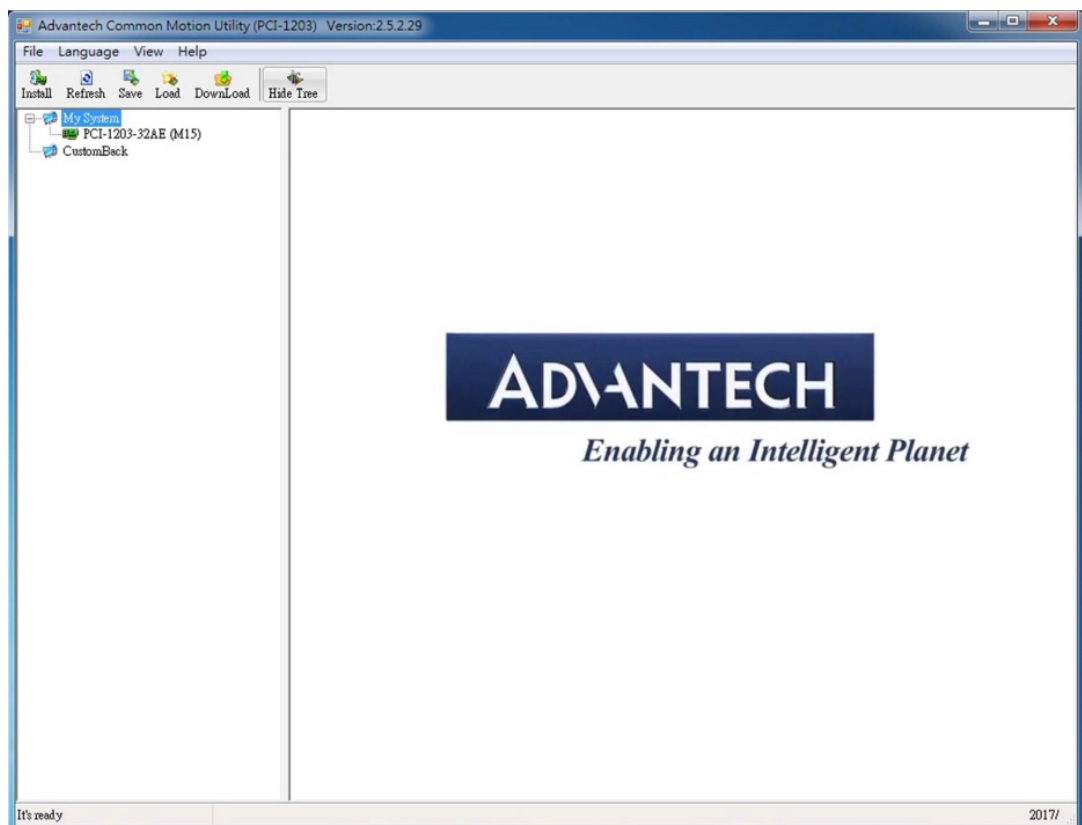 Advantech Common Motion Utility (PCI-1203) Version:2.5.2.29
File Language View Help
Install Refresh Save Load DownLoad Hide Tree
My System
PCI-1203-32AE (M15)
CustomBack
ADVANTECH
Enabling an Intelligent Planet
It's ready 2017/